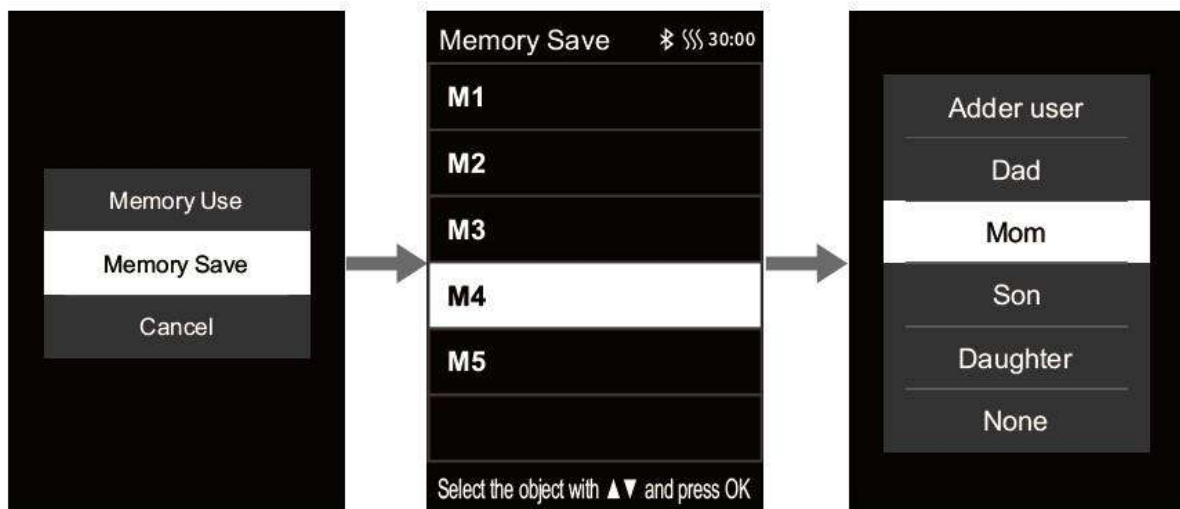 Memory Use
Memory Save
Cancel
Memory Save 30:00
M1
M2
M3
M4
M5
Select the object with ▲▼ and press OK
Adder user
Dad
Mom
Son
Daughter
None